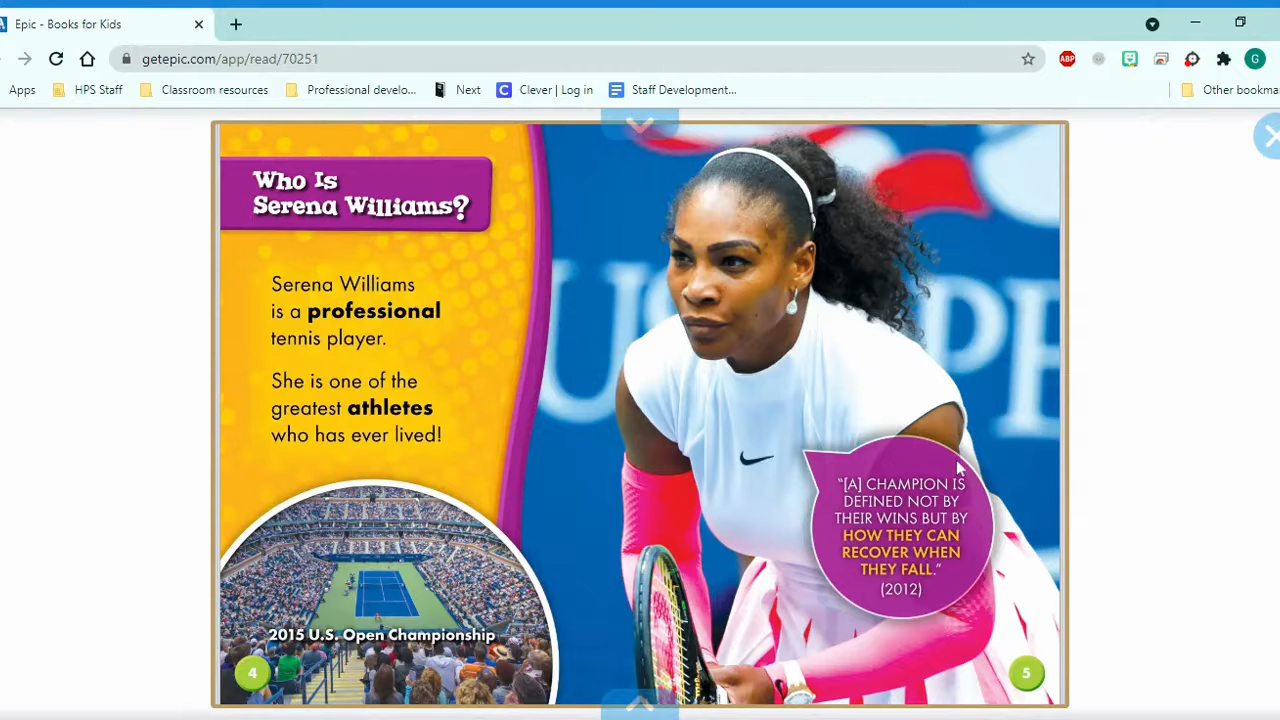 Epic - Books for Kids
getepic.com/app/read/70251
ABP
G
Apps
HPS Staff
Classroom resources
Professional develo...
Next
C
Clever | Log in
Staff Development...
Other bookma
Who Is
Serena Williams?
Serena Williams
is a professional
tennis player.
She is one of the
greatest athletes
who has ever lived!
2015 U.S. Open Championship
4
"[A] CHAMPION IS
DEFINED NOT BY
THEIR WINS BUT BY
HOW THEY CAN
RECOVER WHEN
THEY FALL."
(2012)
5